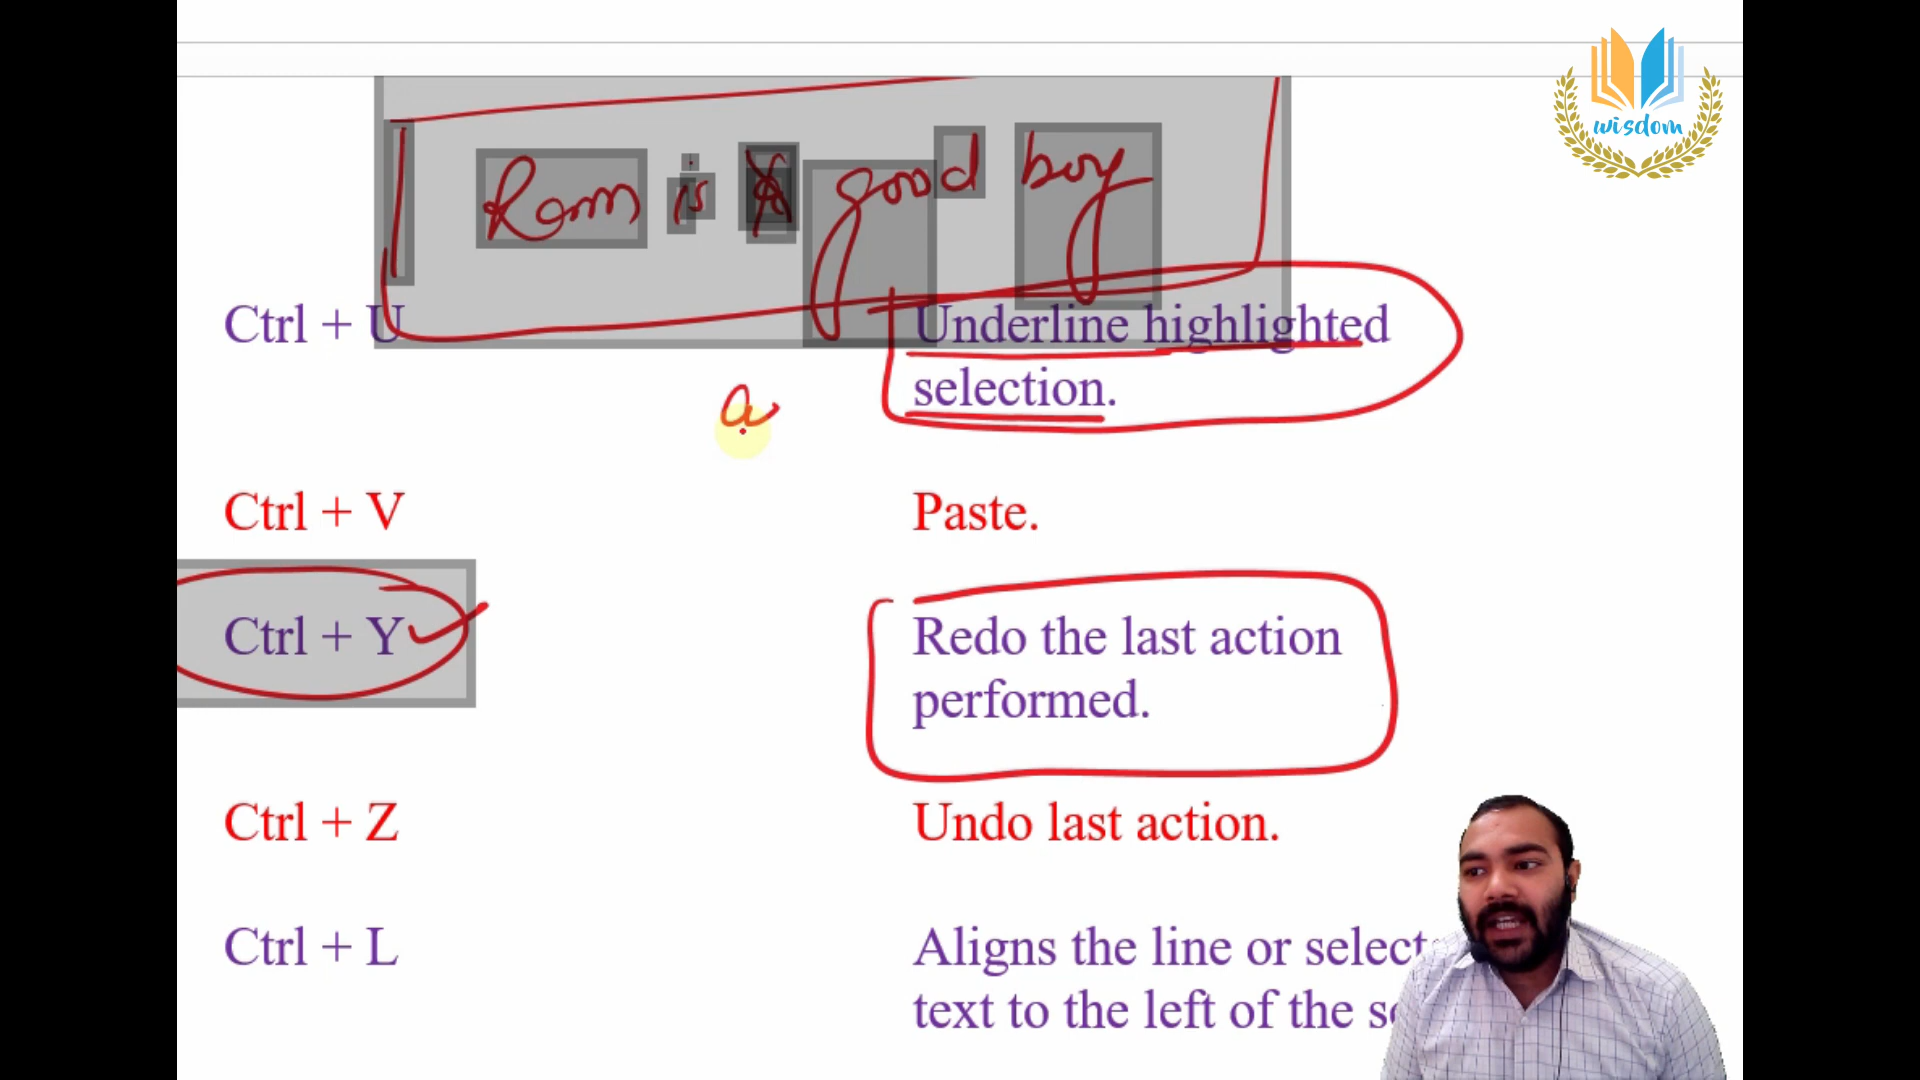 wisdom
Ram is a good boy
Ctrl + U Underline highlighted
selection.
a
Ctrl + V Paste.
Ctrl + Y Redo the last action
performed.
Ctrl + Z Undo last action.
Ctrl + L Aligns the line or select
text to the left of the